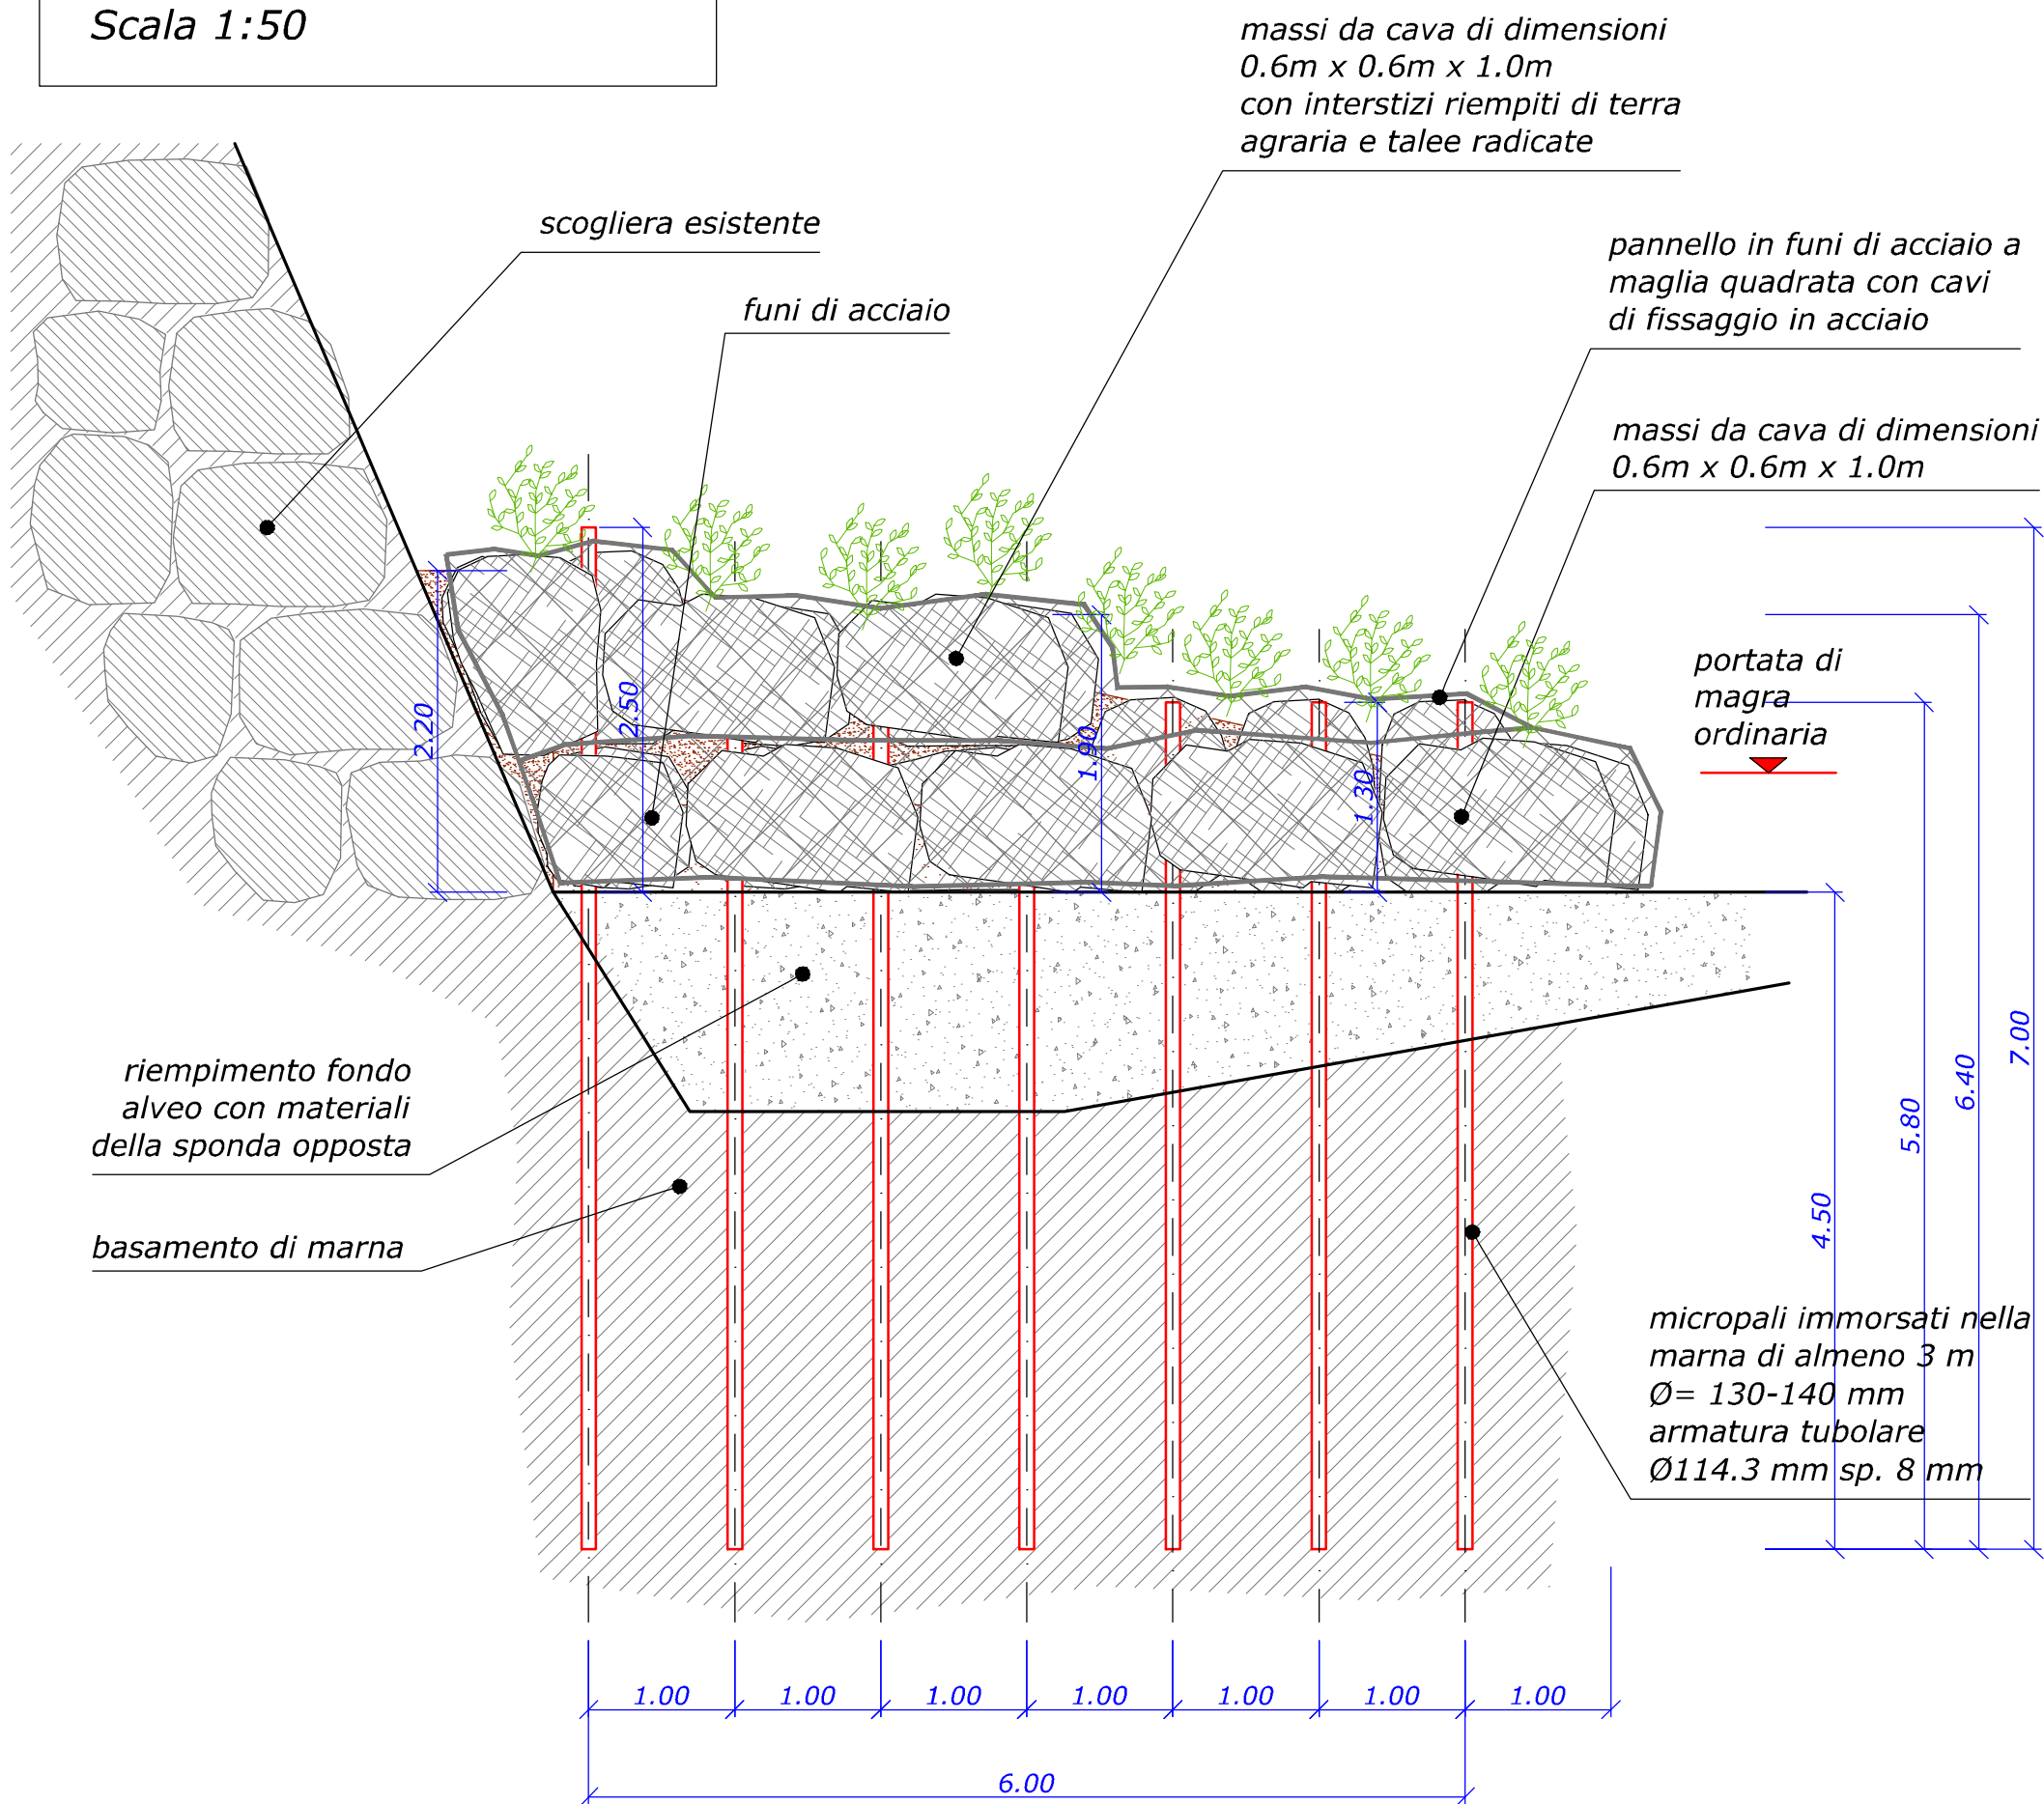 Scala 1:50
massi da cava di dimensioni
0.6m x 0.6m x 1.0m
con interstizi riempiti di terra
agraria e talee radicate
scogliera esistente
pannello in funi di acciaio a
maglia quadrata con cavi
di fissaggio in acciaio
funi di acciaio
massi da cava di dimensioni
0.6m x 0.6m x 1.0m
portata di
magra
ordinaria
2.20
2.50
1.90
1.30
riempimento fondo
alveo con materiali
della sponda opposta
basamento di marna
4.50
5.80
6.40
7.00
micropali immorsati nella
marna di almeno 3 m
Ø= 130-140 mm
armatura tubolare
Ø114.3 mm sp. 8 mm
1.00
1.00
1.00
1.00
1.00
1.00
1.00
6.00